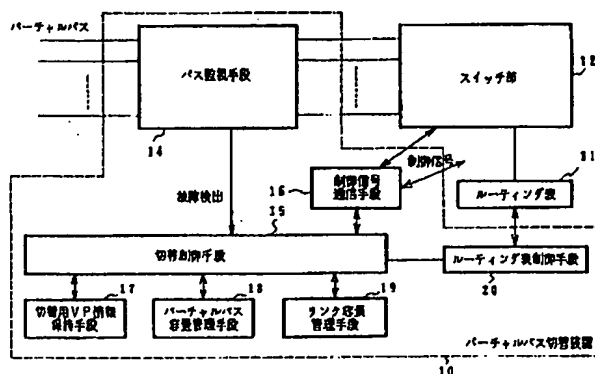 バーチャルパス
パス監視手段
14
スイッチ部
12
制御信号
16
制御信号
通信手段
11
ルーティング表
故障検出
15
切替制御手段
ルーティング表制御手段
20
17
切替用VP情報
保持手段
18
バーチャルパス
容量管理手段
19
リンク容量
管理手段
バーチャルパス切替装置
10